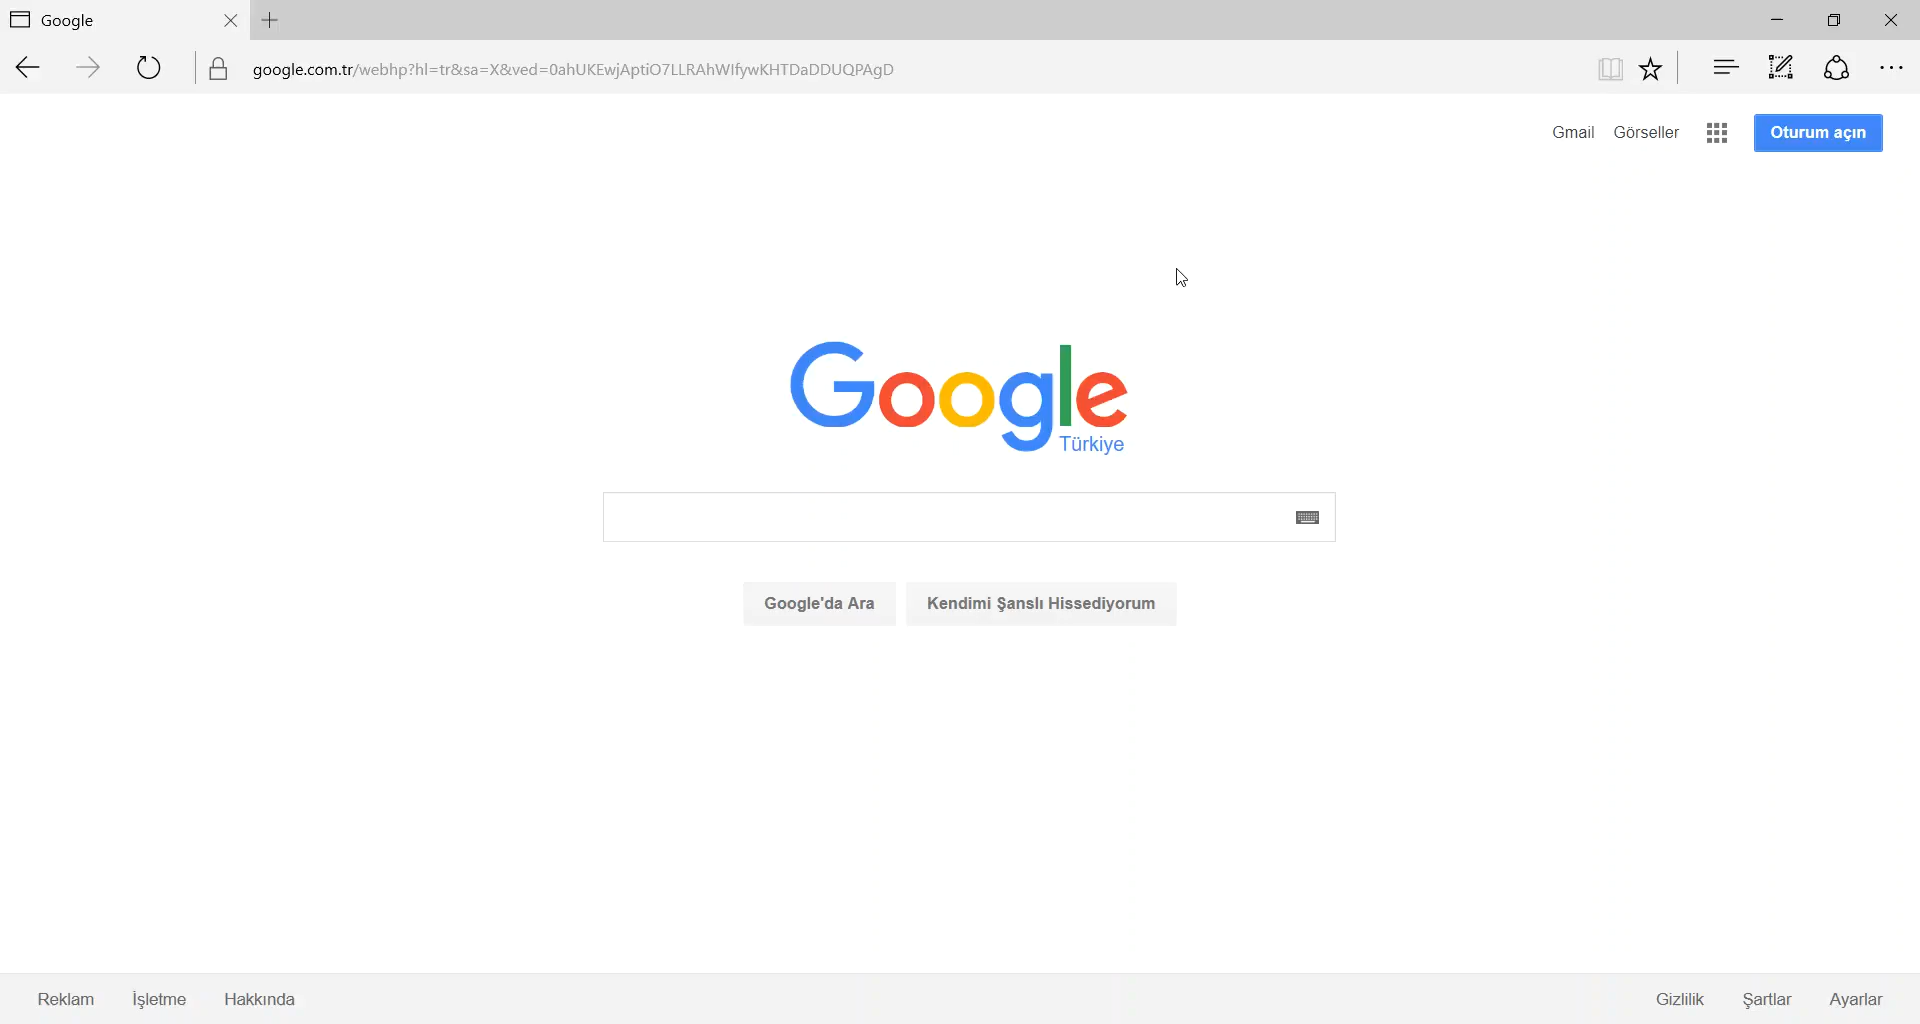 Google
google.com.tr/webhp?hl=tr&sa=X&ved=0ahUKEwjAptiO7LLRAhWIfywKHTDaDDUQPAgD
Gmail Görseller Oturum açın
Google
Türkiye
Google'da Ara Kendimi Şanslı Hissediyorum
Reklam İşletme Hakkında Gizlilik Şartlar Ayarlar